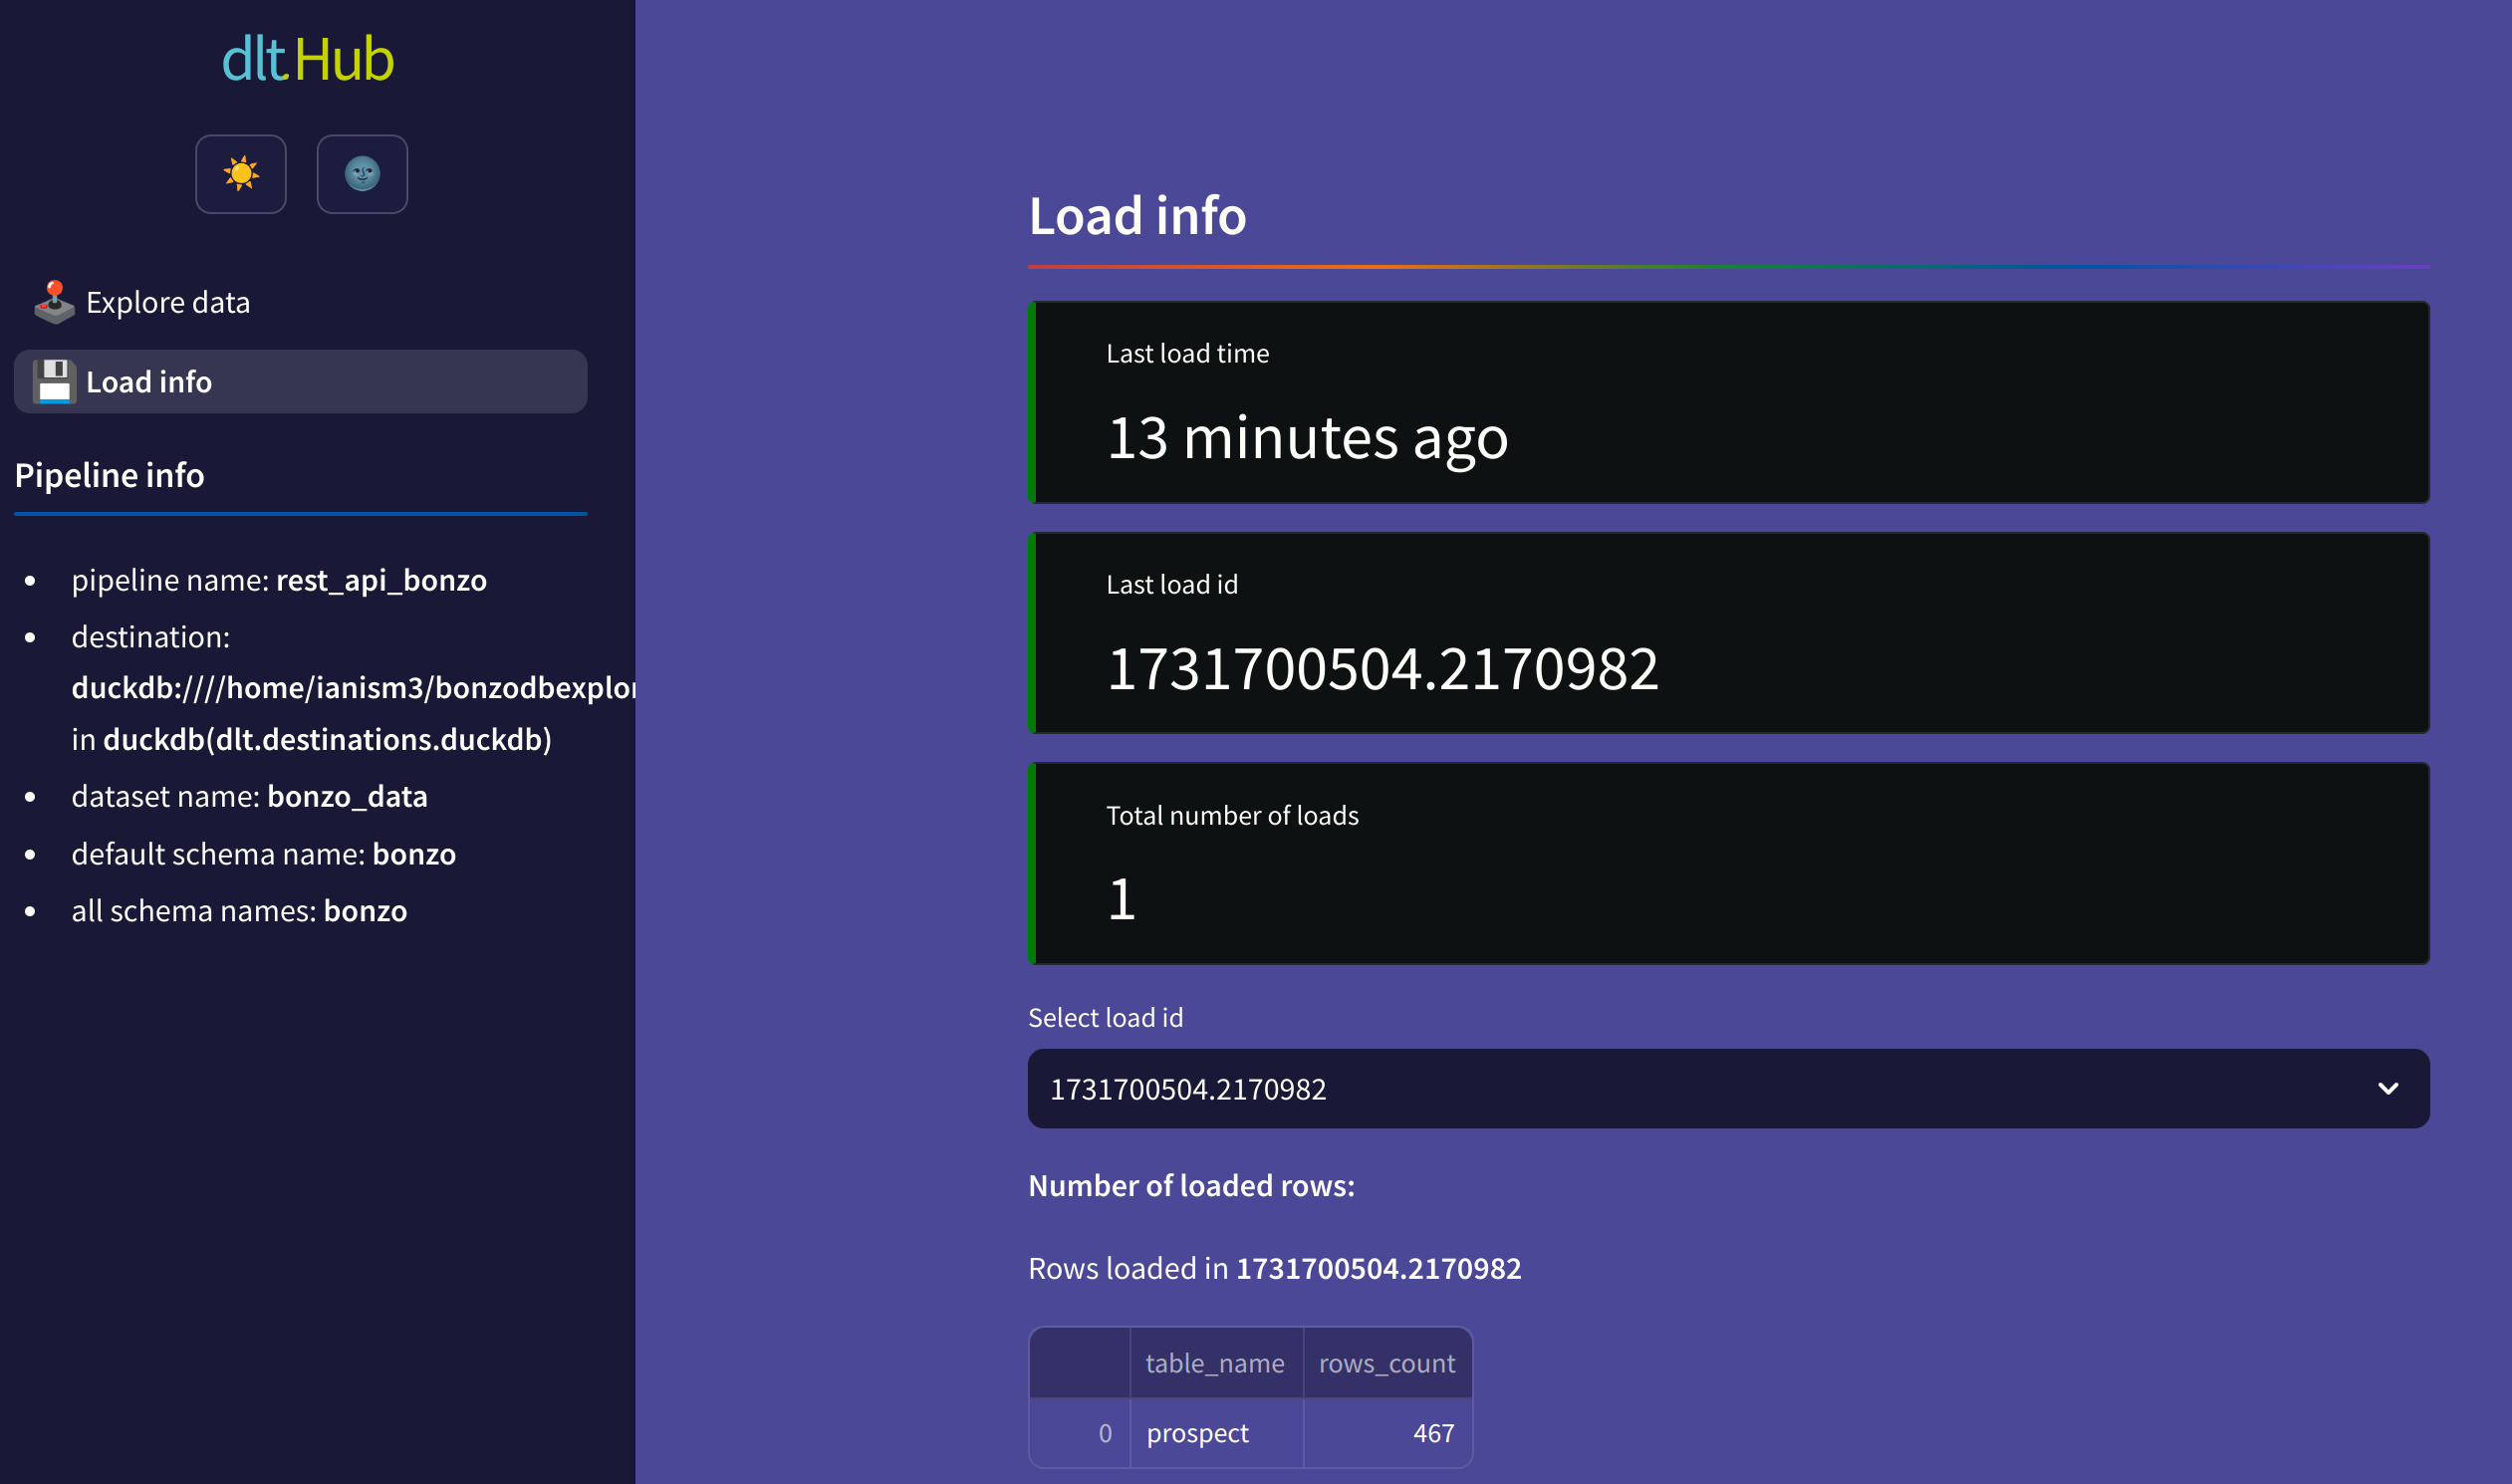 dlt.Hub
Explore data
Load info
Pipeline info
pipeline name: rest_api_bonzo
destination:
duckdb:////home/ianism3/bonzodbexplor
in duckdb(dlt.destinations.duckdb)
dataset name: bonzo_data
default schema name: bonzo
all schema names: bonzo
Load info
Last load time
13 minutes ago
Last load id
1731700504.2170982
Total number of loads
1
Select load id
1731700504.2170982
Number of loaded rows:
Rows loaded in 1731700504.2170982
table_name rows_count
0 prospect 467